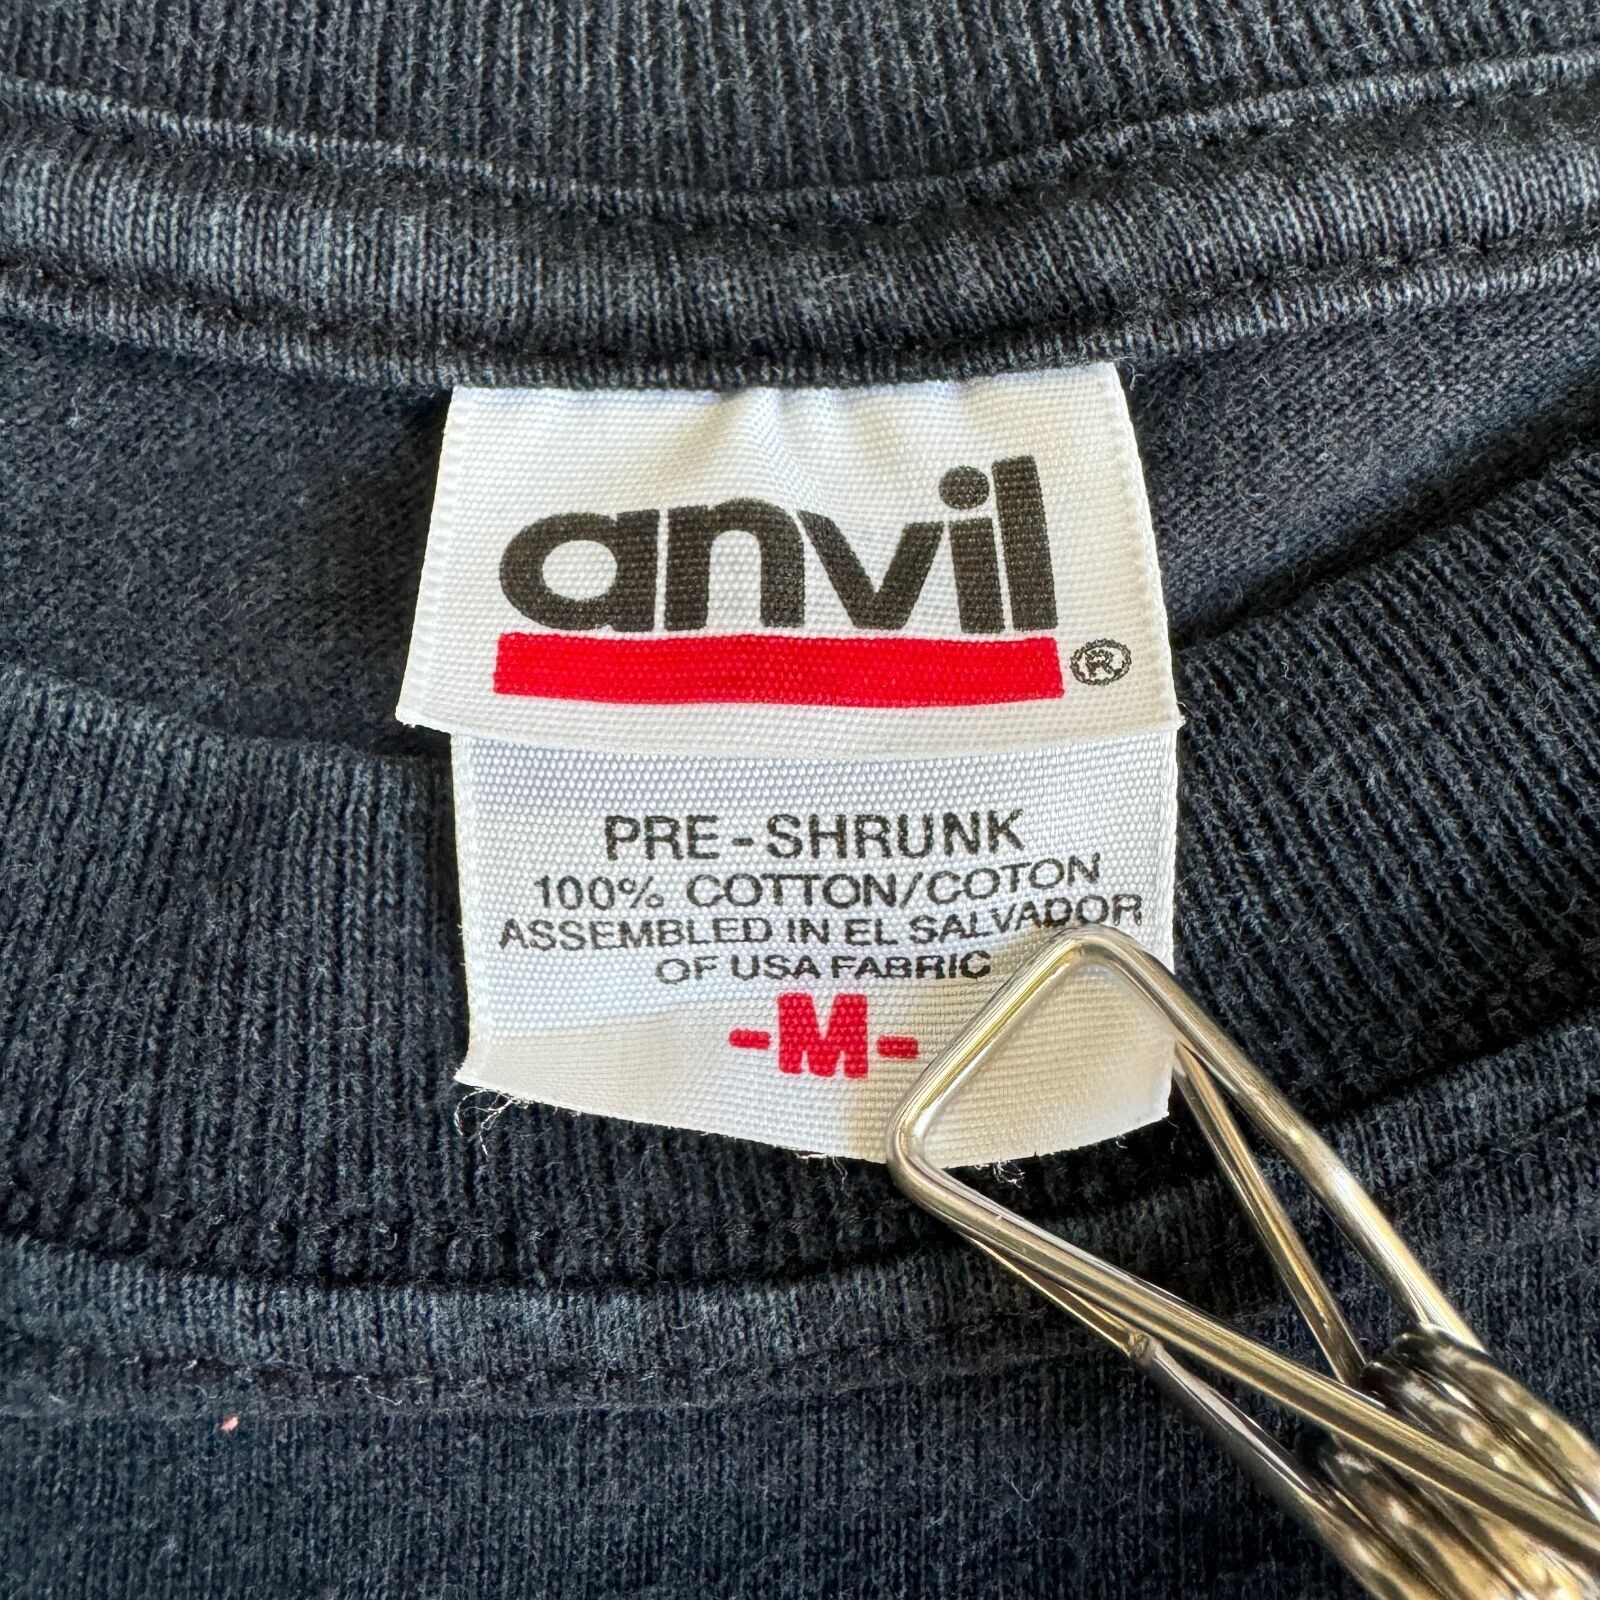 anvil®
PRE-SHRUNK
100% COTTON/COTON
ASSEMBLED IN EL SALVADOR
OF USA FABRIC
-M-